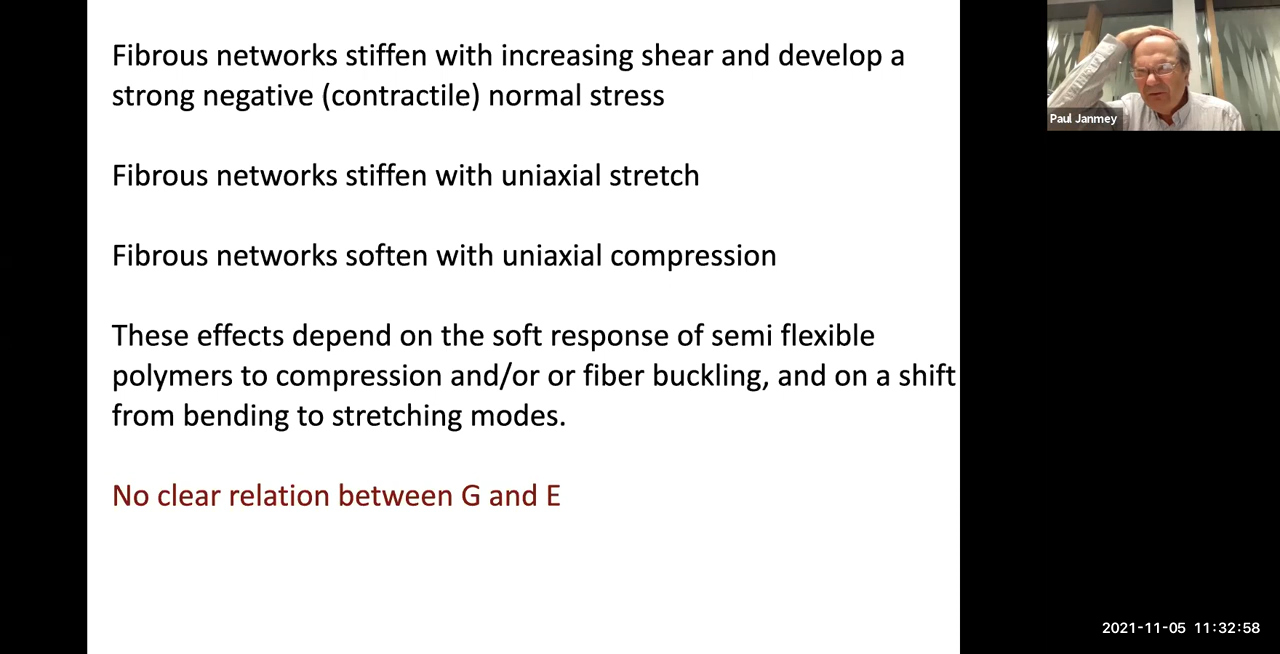 Fibrous networks stiffen with increasing shear and develop a
strong negative (contractile) normal stress
Fibrous networks stiffen with uniaxial stretch
Fibrous networks soften with uniaxial compression
These effects depend on the soft response of semi flexible
polymers to compression and/or or fiber buckling, and on a shift
from bending to stretching modes.
No clear relation between G and E
Paul Janmey
2021-11-05 11:32:58